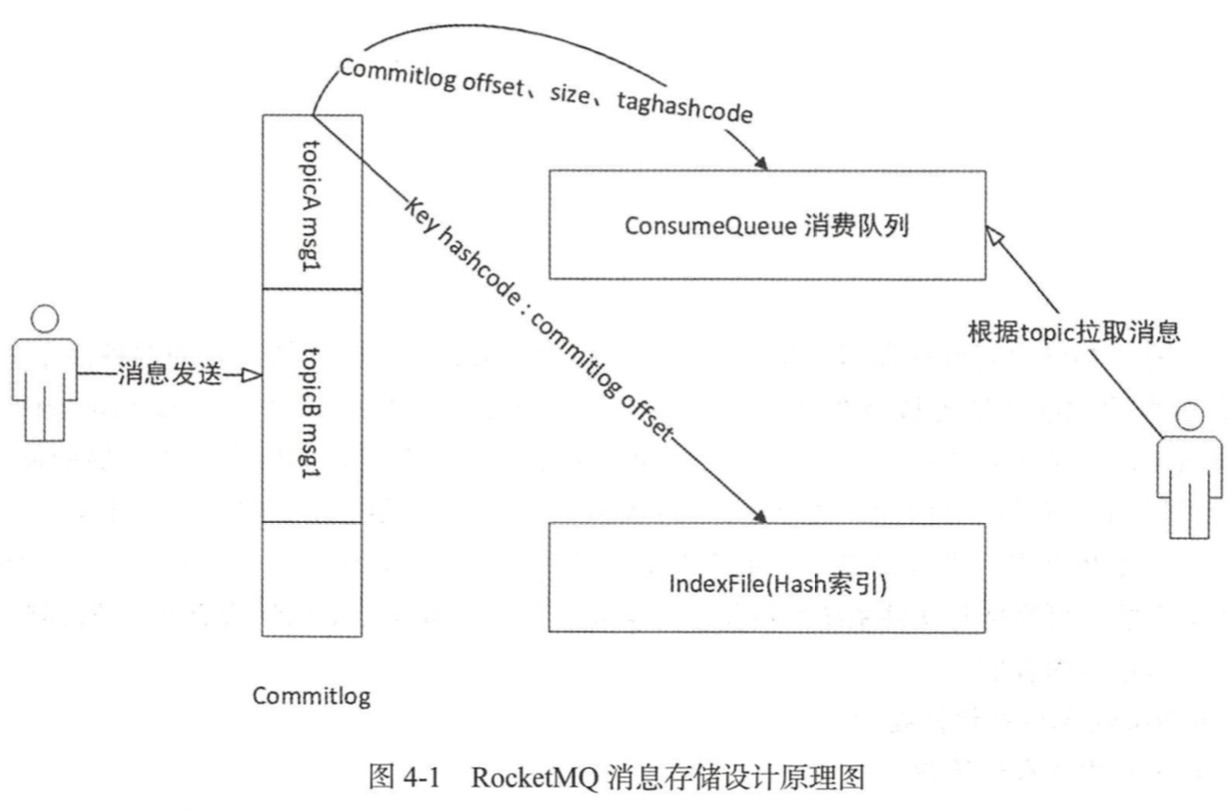 Commitlog offset、size、taghashcode
topicA msg1
Key hashcode : commitlog offset
ConsumeQueue 消费队列
根据topic拉取消息
消息发送
topicB msg1
IndexFile(Hash索引)
Commitlog
图 4-1 RocketMQ 消息存储设计原理图